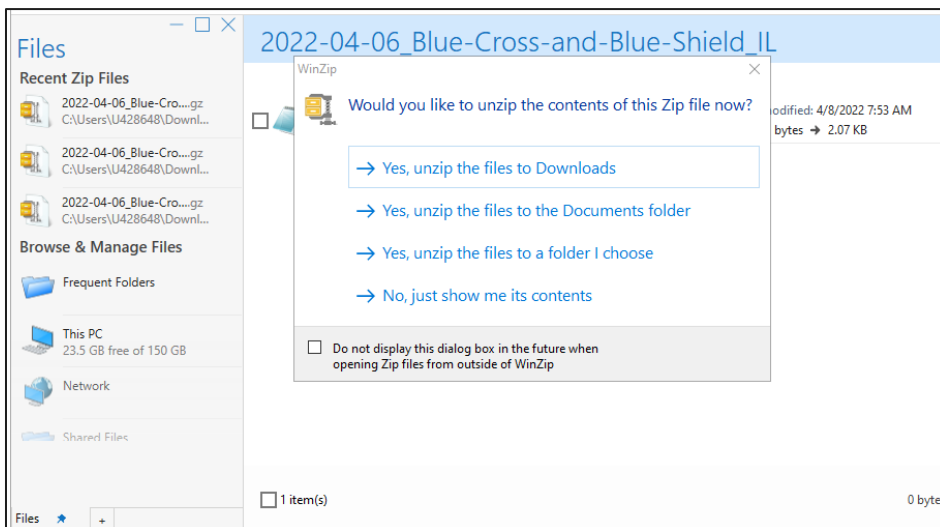 Files
Recent Zip Files
2022-04-06_Blue-Cro....gz
C:\Users\U428648\Downl...
2022-04-06_Blue-Cro....gz
C:\Users\U428648\Downl...
2022-04-06_Blue-Cro....gz
C:\Users\U428648\Downl...
Browse & Manage Files
Frequent Folders
This PC
23.5 GB free of 150 GB
Network
Shared Files
Files
+
2022-04-06_Blue-Cross-and-Blue-Shield_IL
WinZip
Would you like to unzip the contents of this Zip file now?
→ Yes, unzip the files to Downloads
→ Yes, unzip the files to the Documents folder
→ Yes, unzip the files to a folder I choose
→ No, just show me its contents
Do not display this dialog box in the future when
opening Zip files from outside of WinZip
modified: 4/8/2022 7:53 AM
bytes → 2.07 KB
1 item(s)
0 byte